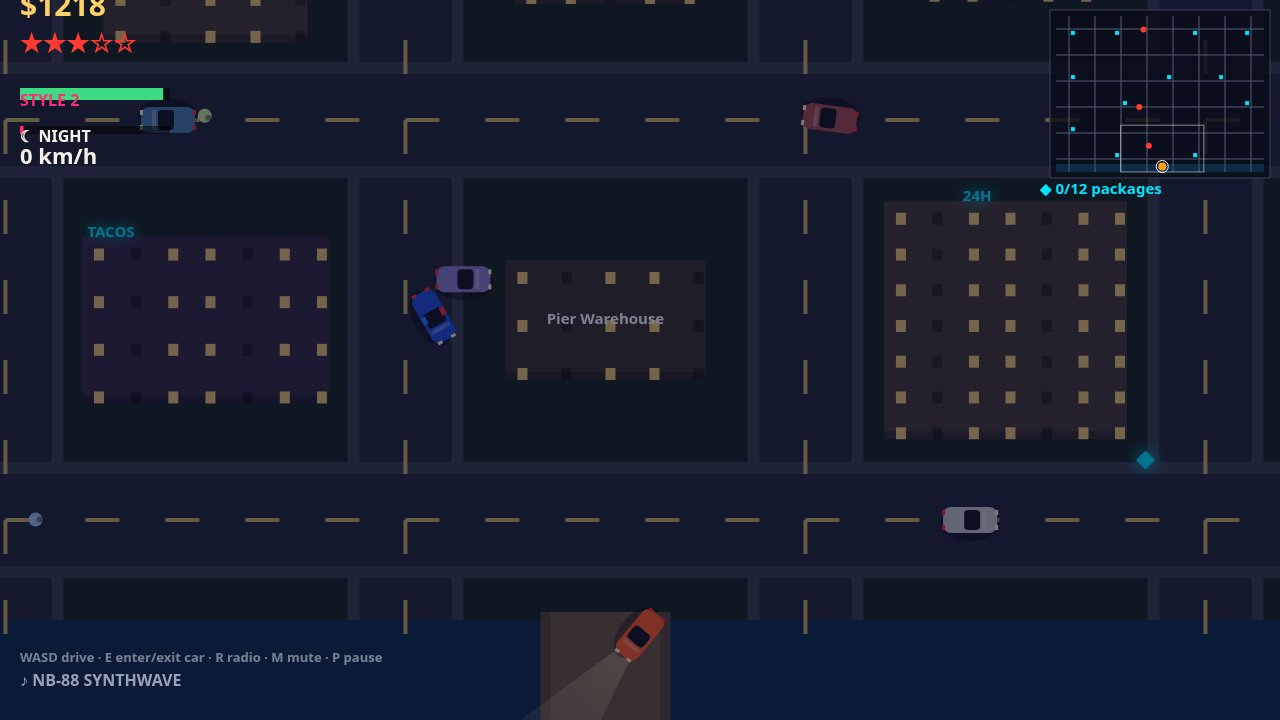 $1218
★★★☆☆
STYLE 2
☾ NIGHT
0 km/h
◆ 0/12 packages
24H
TACOS
Pier Warehouse
WASD drive · E enter/exit car · R radio · M mute · P pause
♪ NB-88 SYNTHWAVE